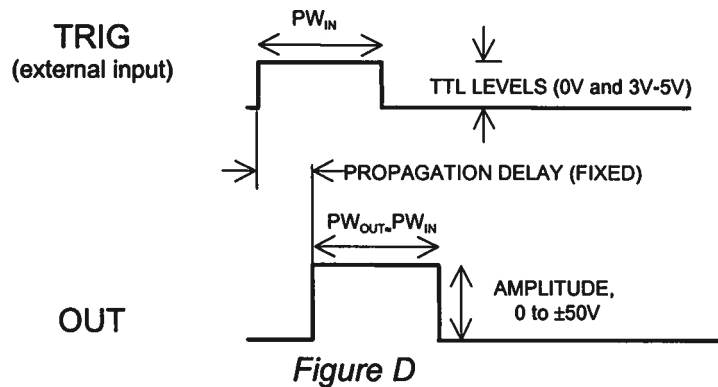 PW_IN
TRIG
(external input)
TTL LEVELS (0V and 3V-5V)
PROPAGATION DELAY (FIXED)
PW_OUT≈PW_IN
AMPLITUDE,
0 to ±50V
OUT
Figure D